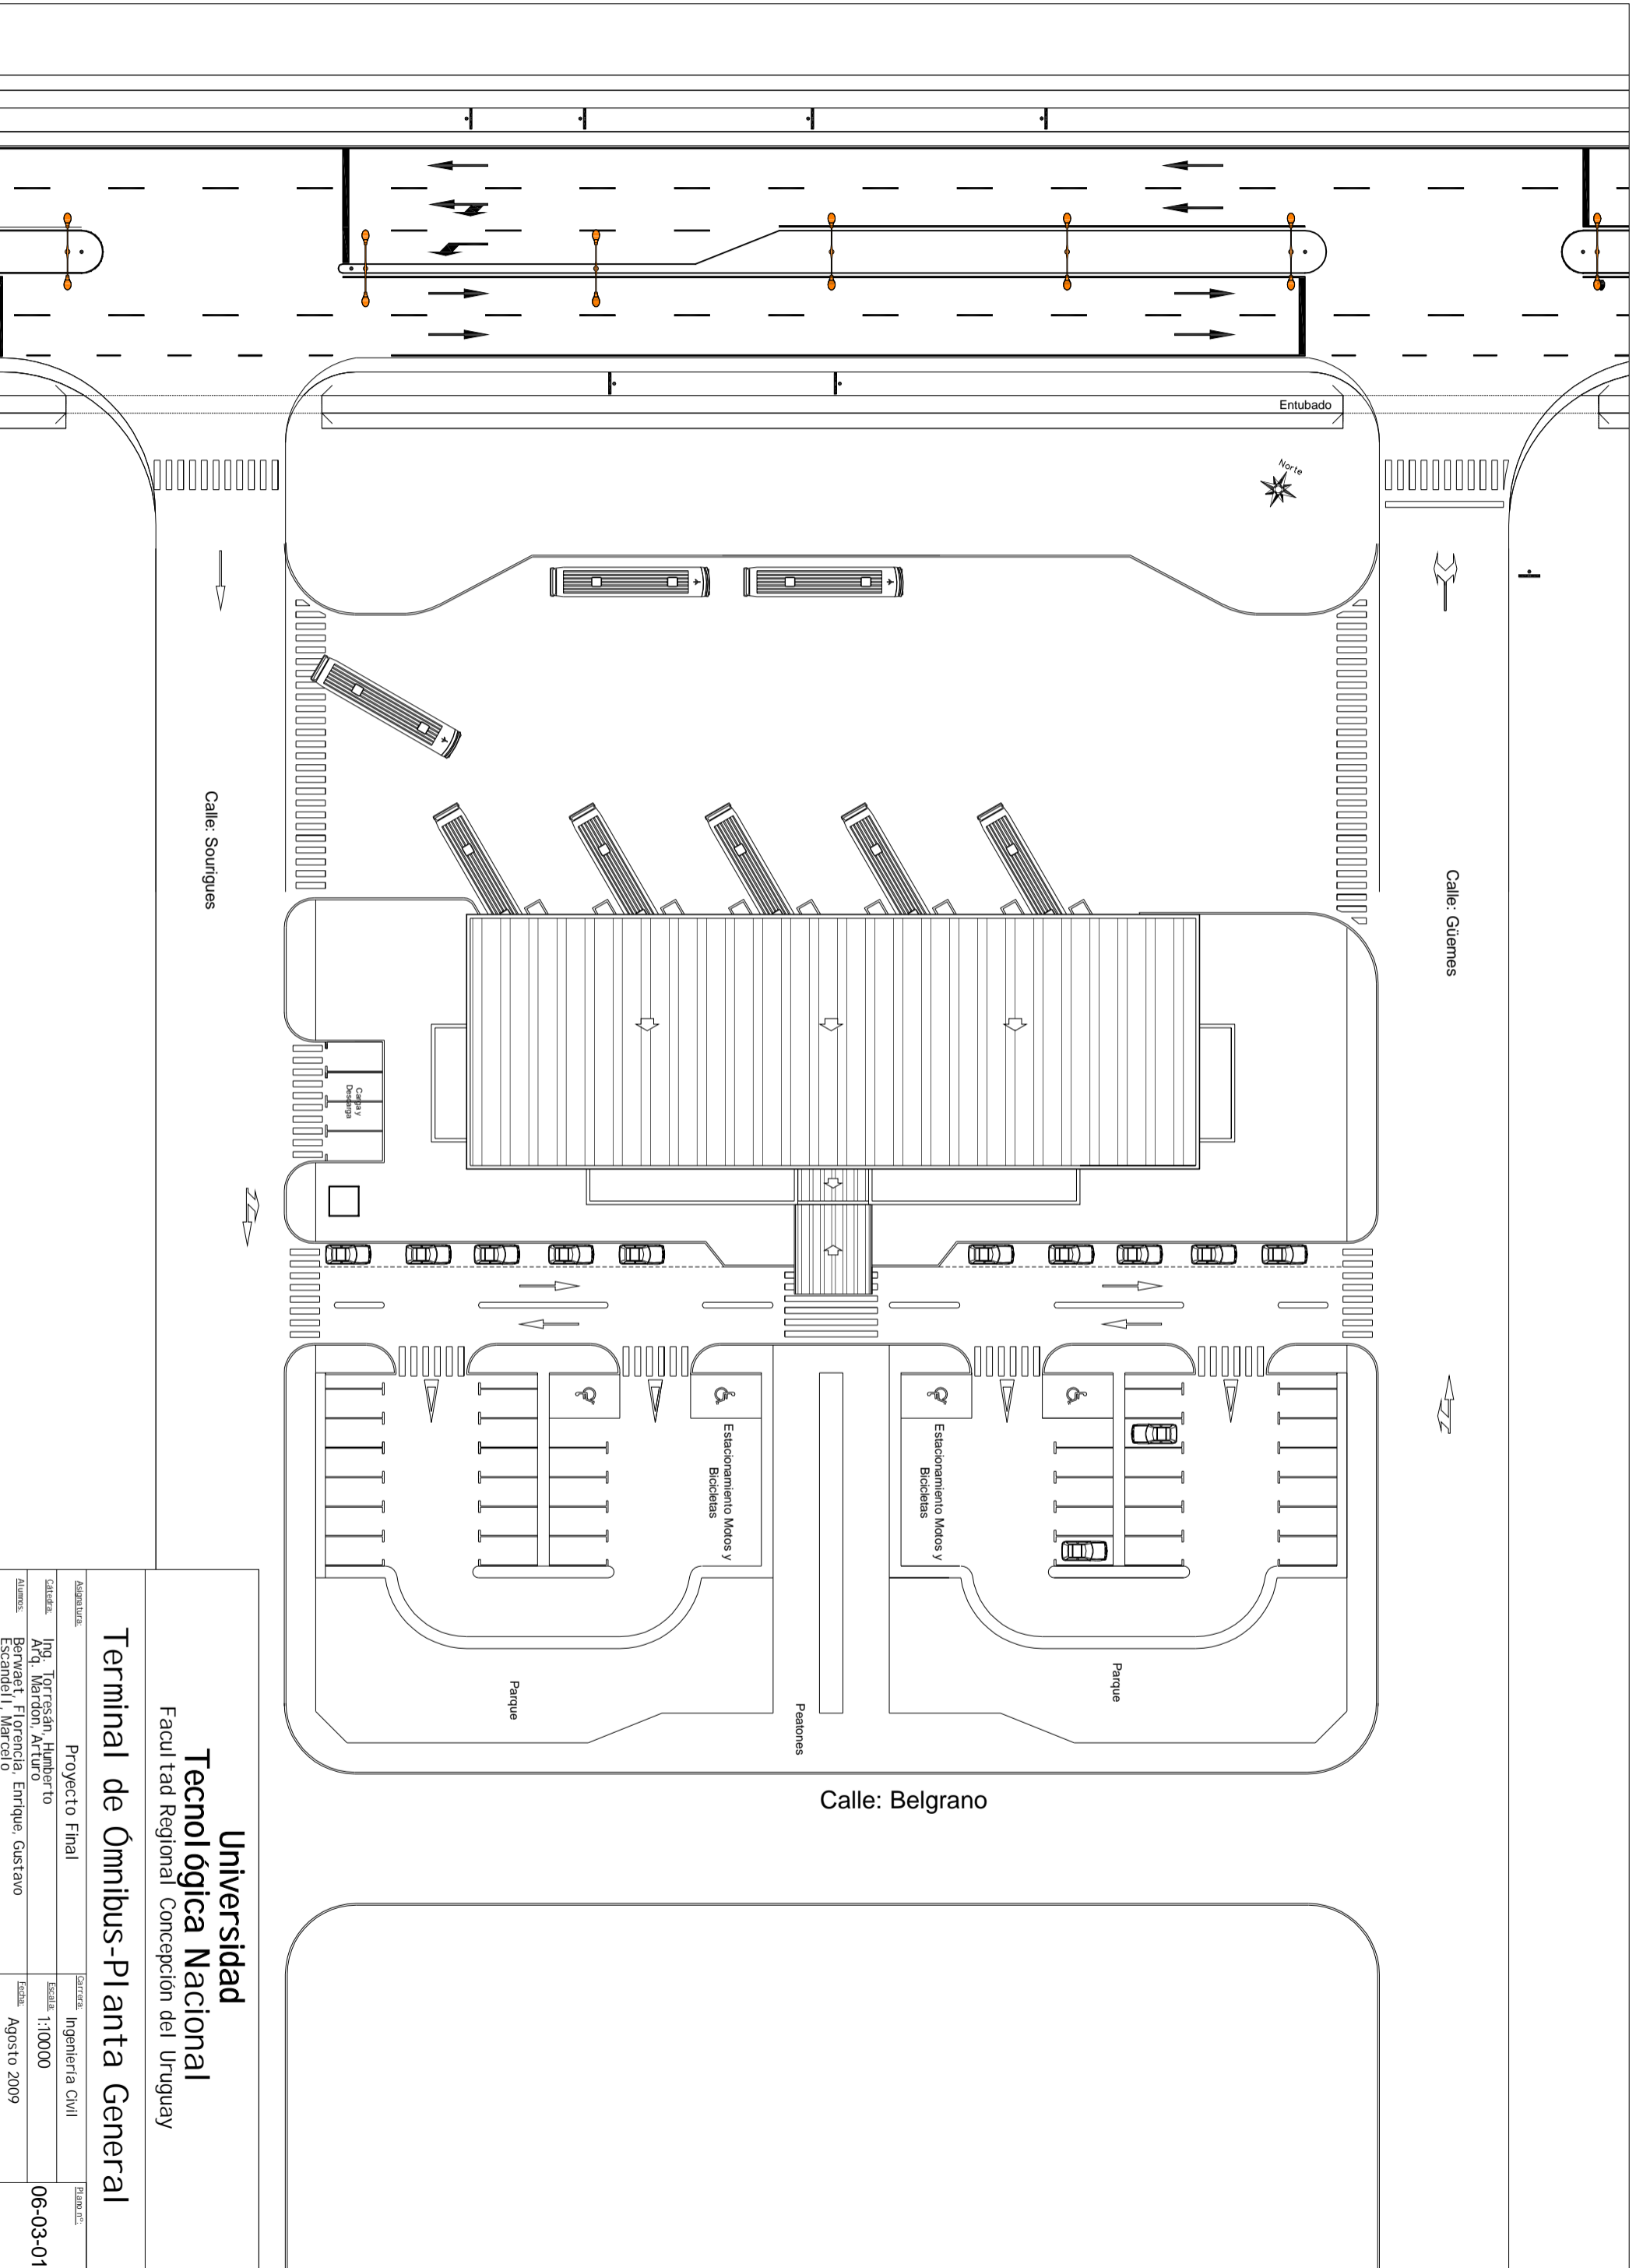 Entubado
Norte
Calle: Sourigues
Calle: Güemes
Carga y
Descarga
Estacionamiento Motos y
Bicicletas
Estacionamiento Motos y
Bicicletas
Parque
Peatones
Parque
Calle: Belgrano
Universidad
Tecnológica Nacional
Facultad Regional Concepción del Uruguay
Terminal de Ómnibus-Planta General
Asignatura: Proyecto Final
Carrera: Ingeniería Civil
Plano nº:
Catedra: Ing. Torresán, Humberto
Arq. Mardon, Arturo
Escala: 1:10000
06-03-01
Alumnos: Berwaet, Florencia, Enrique, Gustavo
Escandell, Marcelo
Fecha: Agosto 2009